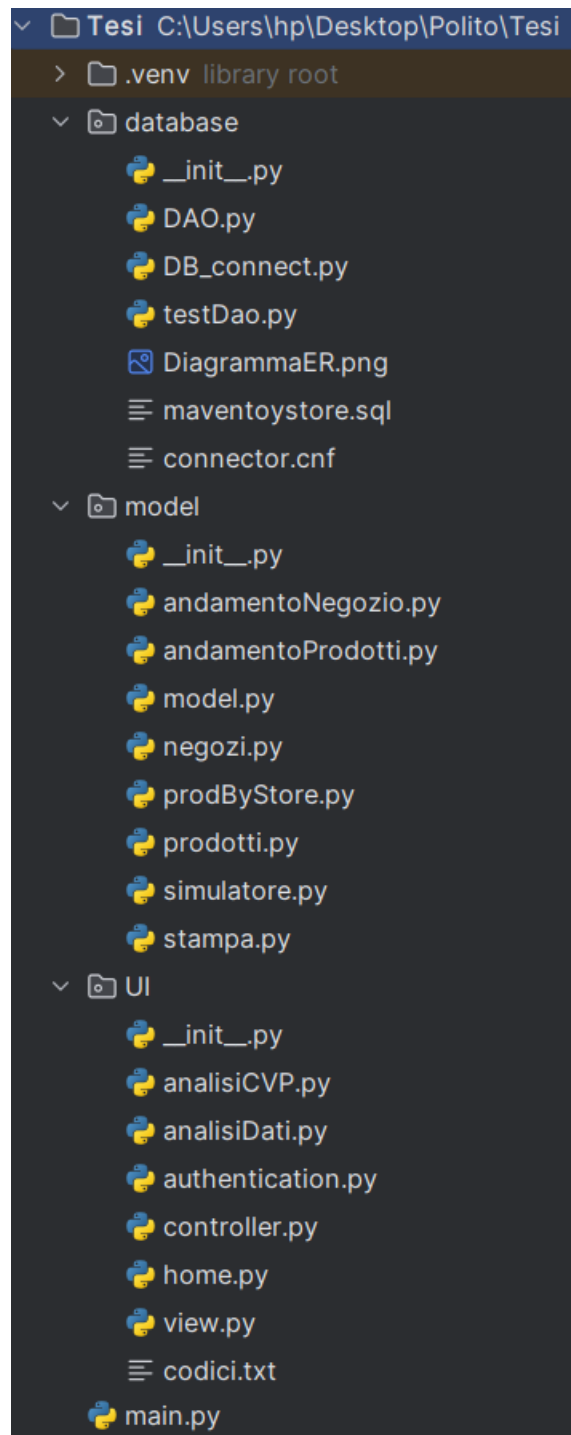 Tesi C:\Users\hp\Desktop\Polito\Tesi
.venv library root
database
__init__.py
DAO.py
DB_connect.py
testDao.py
DiagrammaER.png
maventoystore.sql
connector.cnf
model
__init__.py
andamentoNegozio.py
andamentoProdotti.py
model.py
negozi.py
prodByStore.py
prodotti.py
simulatore.py
stampa.py
UI
__init__.py
analisiCVP.py
analisiDati.py
authentication.py
controller.py
home.py
view.py
codici.txt
main.py